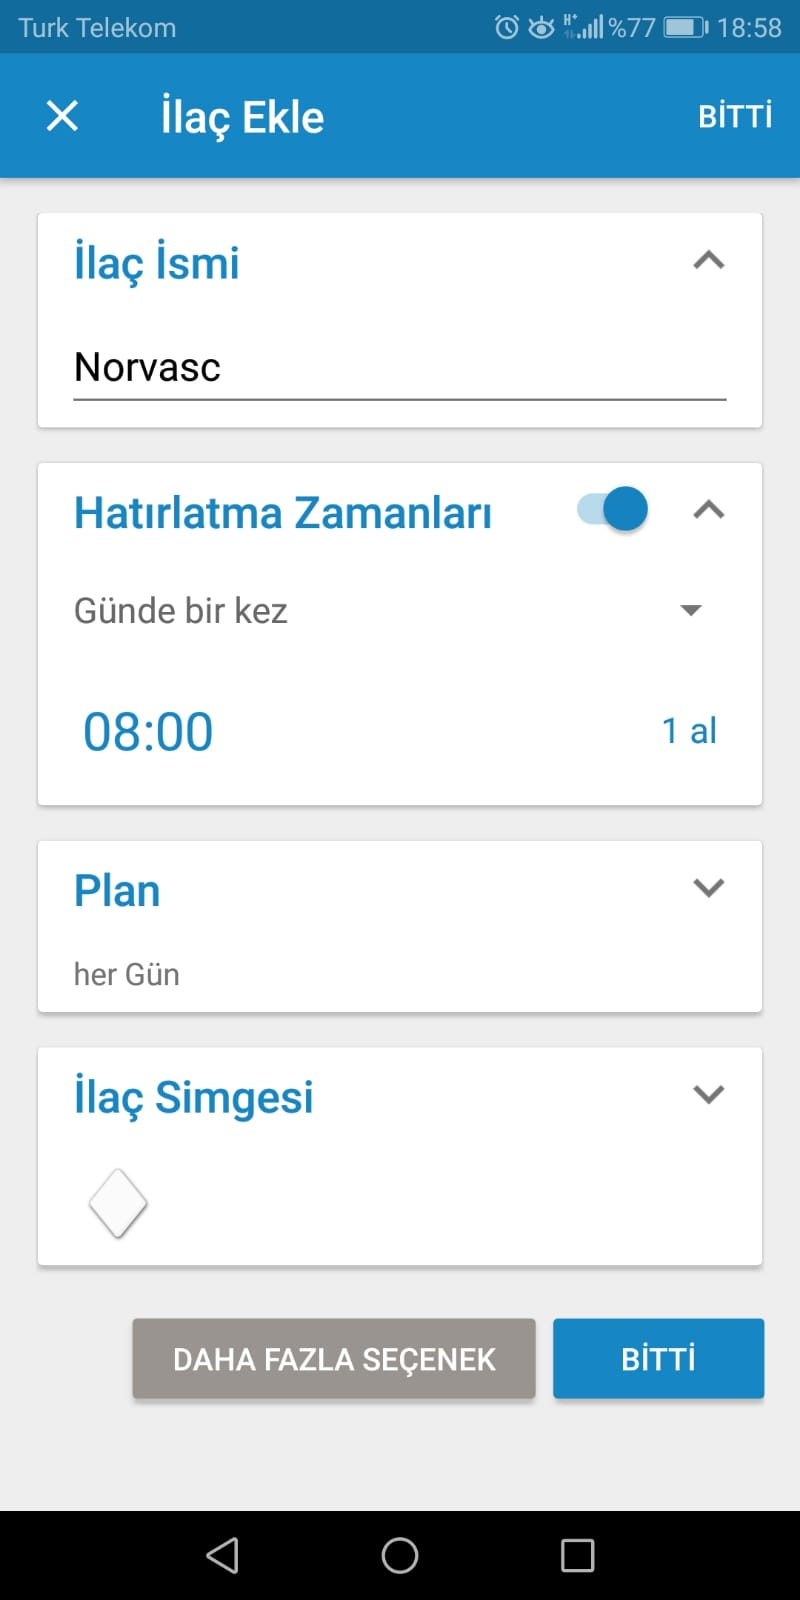 Turk Telekom H+ %77 18:58
İlaç Ekle BİTTİ
İlaç İsmi
Norvasc
Hatırlatma Zamanları
Günde bir kez
08:00 1 al
Plan
her Gün
İlaç Simgesi
DAHA FAZLA SEÇENEK BİTTİ